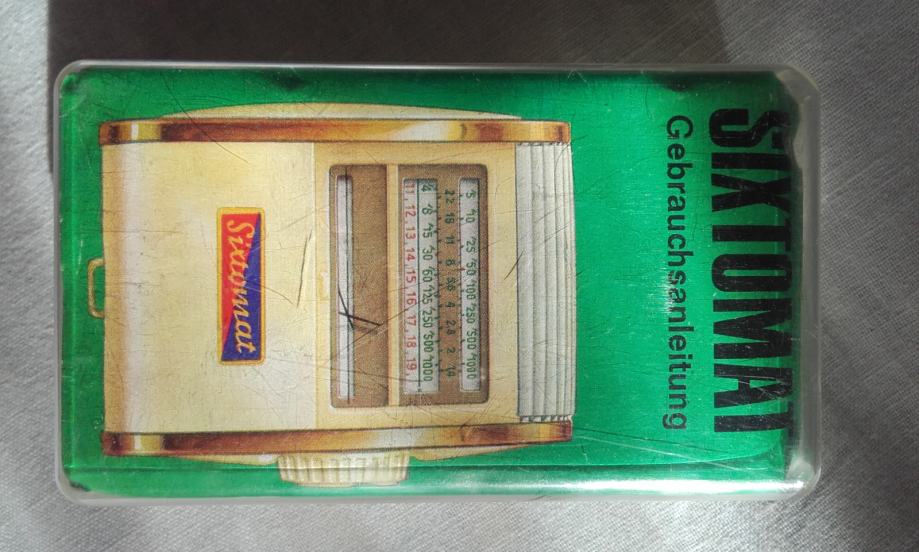 SIXTOMAT
Gebrauchsanleitung
5 10 25 50 100 250 500 1000
22 16 11 8 5,6 4 2,8 2 1,4
4 8 15 30 60 125 250 500 1000
11 12 13 14 15 16 17 18 19
Sixtomat